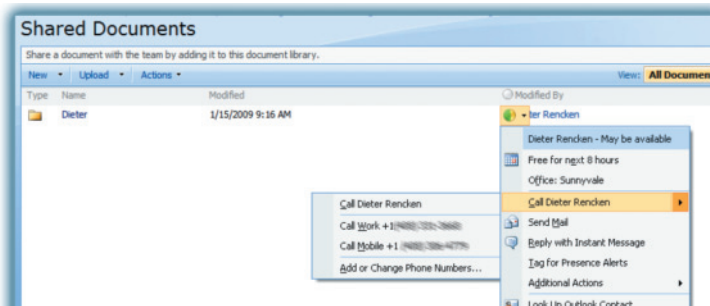 Shared Documents
Share a document with the team by adding it to this document library.
New Upload Actions View: All Documen
Type Name Modified Modified By
Dieter 1/15/2009 9:16 AM ter Rencken
Dieter Rencken - May be available
Free for next 8 hours
Office: Sunnyvale
Call Dieter Rencken
Call Dieter Rencken
Call Work +1
Send Mail
Call Mobile +1
Reply with Instant Message
Add or Change Phone Numbers...
Tag for Presence Alerts
Additional Actions
Look Up Outlook Contact